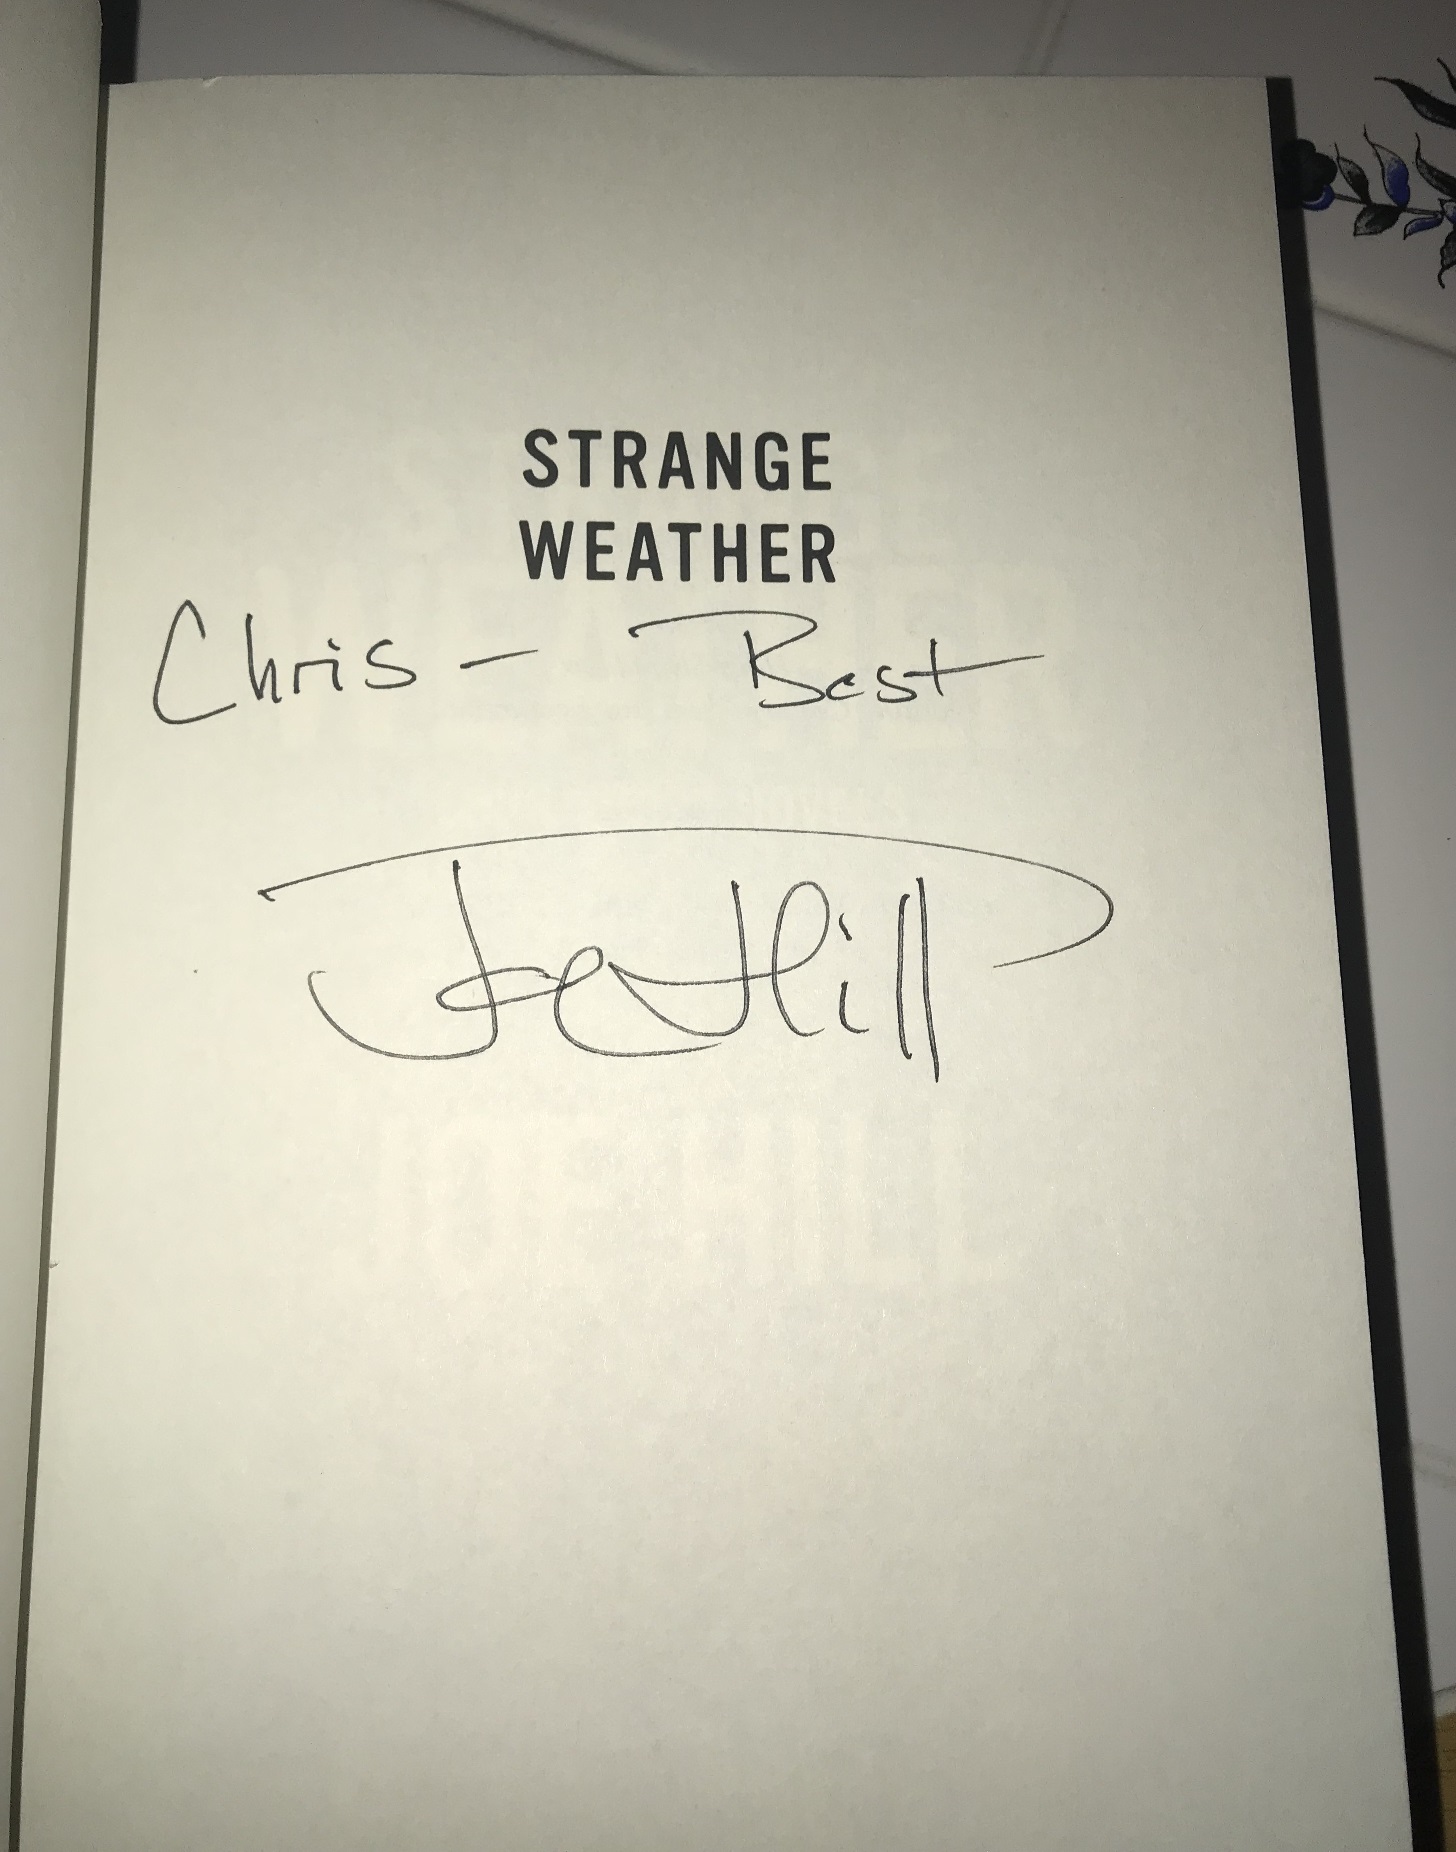 STRANGE
WEATHER
Chris - Best
Joe Hill